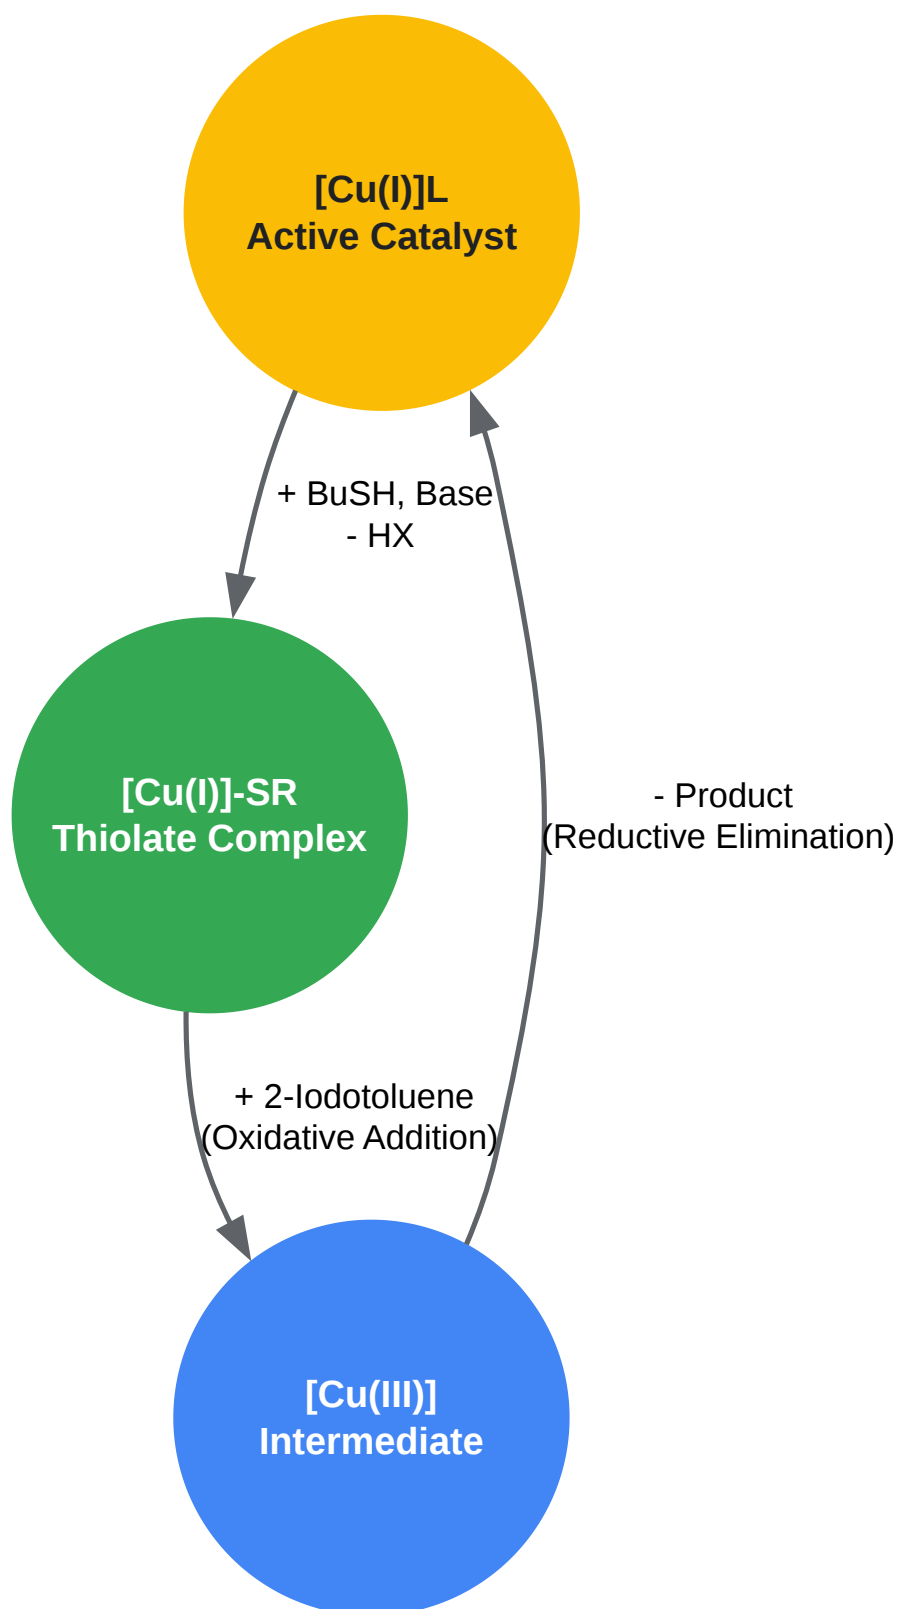 [Cu(I)]L
Active Catalyst
+ BuSH, Base
- HX
[Cu(I)]-SR
Thiolate Complex
- Product
(Reductive Elimination)
+ 2-Iodotoluene
(Oxidative Addition)
[Cu(III)]
Intermediate